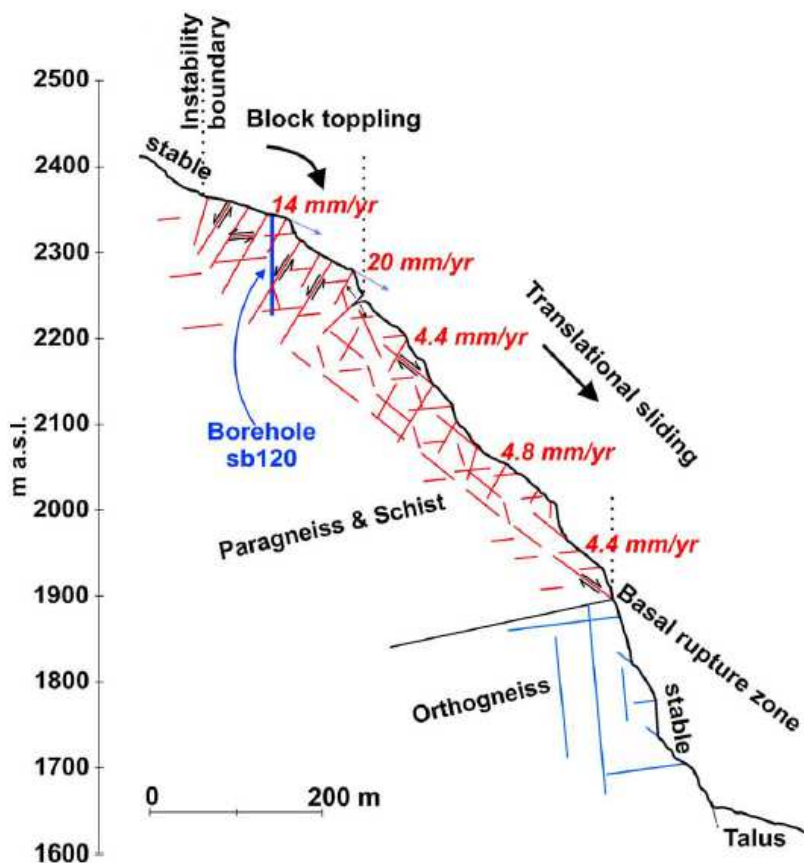 Instability
boundary
2500
2400
2300
2200
2100
2000
1900
1800
1700
1600
m a.s.l.
stable
Block toppling
14 mm/yr
20 mm/yr
4.4 mm/yr
Translational sliding
Borehole
sb120
4.8 mm/yr
Paragneiss & Schist
4.4 mm/yr
Basal rupture zone
Orthogneiss
stable
0
200 m
Talus